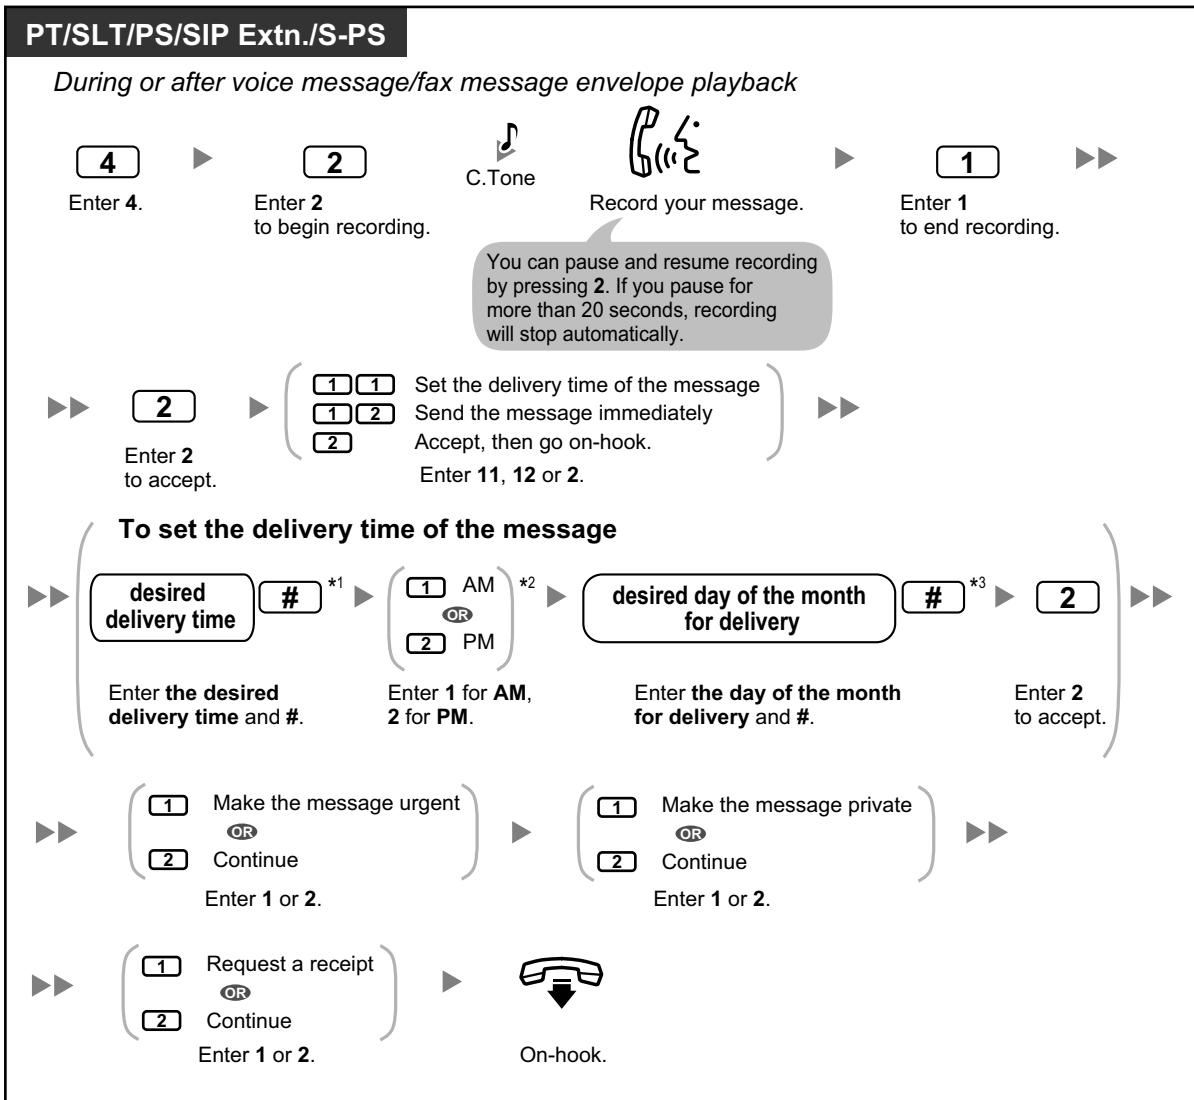 PT/SLT/PS/SIP Extn./S-PS
During or after voice message/fax message envelope playback
4
2
C.Tone
1
Enter 4.
Enter 2
to begin recording.
Record your message.
Enter 1
to end recording.
You can pause and resume recording
by pressing 2. If you pause for
more than 20 seconds, recording
will stop automatically.
2
Enter 2
to accept.
1 1 Set the delivery time of the message
1 2 Send the message immediately
2 Accept, then go on-hook.
Enter 11, 12 or 2.
To set the delivery time of the message
desired
delivery time
# *1
1 AM
OR
2 PM
*2
desired day of the month
for delivery
# *3
2
Enter the desired
delivery time and #.
Enter 1 for AM,
2 for PM.
Enter the day of the month
for delivery and #.
Enter 2
to accept.
1 Make the message urgent
OR
2 Continue
Enter 1 or 2.
1 Make the message private
OR
2 Continue
Enter 1 or 2.
1 Request a receipt
OR
2 Continue
Enter 1 or 2.
On-hook.